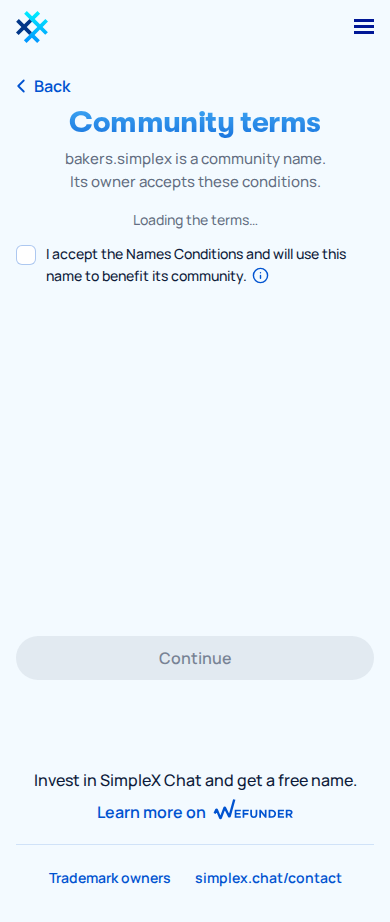 Back
Community terms
bakers.simplex is a community name.
Its owner accepts these conditions.
Loading the terms...
I accept the Names Conditions and will use this
name to benefit its community.
Continue
Invest in SimpleX Chat and get a free name.
Learn more on WEFUNDER
Trademark owners simplex.chat/contact